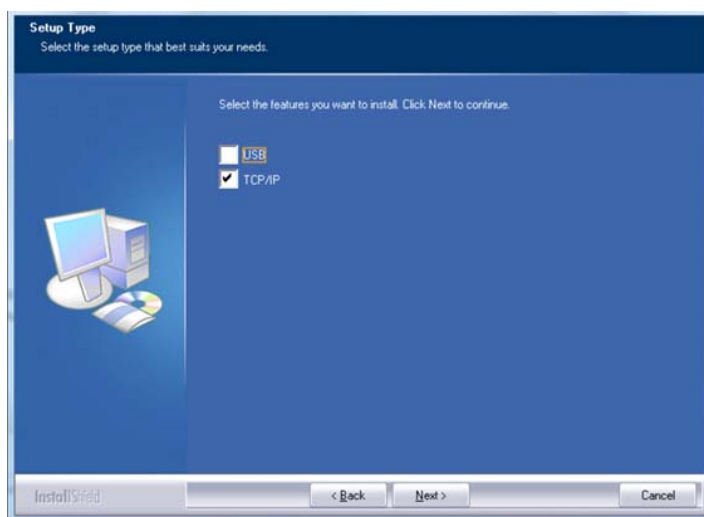 Setup Type
Select the setup type that best suits your needs.
Select the features you want to install. Click Next to continue.
USB
TCP/IP
InstallShield
< Back
Next >
Cancel